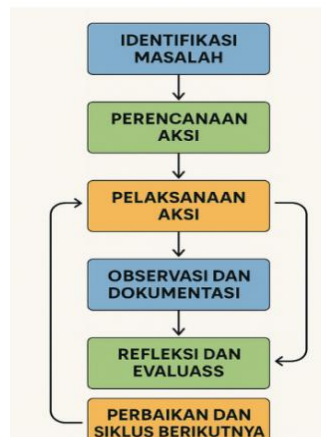 IDENTIFIKASI
MASALAH
PERENCANAAN
AKSI
PELAKSANAAN
AKSI
OBSERVASI DAN
DOKUMENTASI
REFLEKSI DAN
EVALUASS
PERBAIKAN DAN
SIKLUS BERIKUTNYA